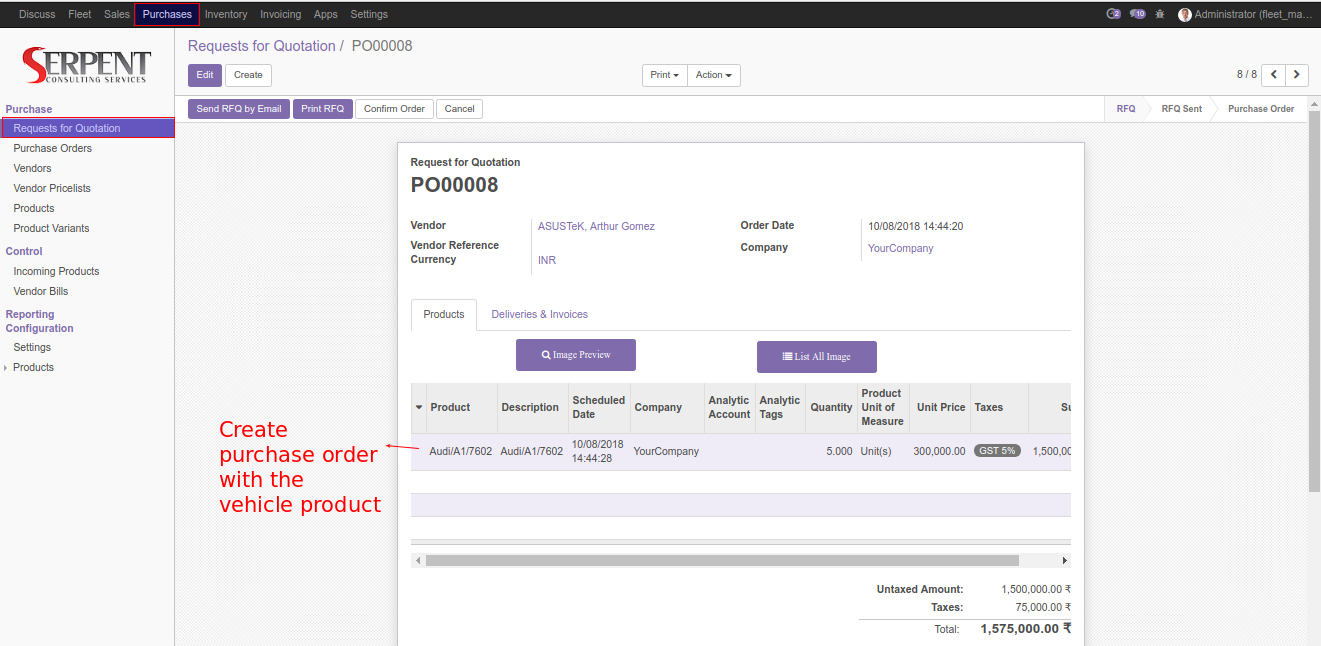 Discuss Fleet Sales Purchases Inventory Invoicing Apps Settings 2 10 Administrator (fleet_ma...
SERPENT
CONSULTING SERVICES
Requests for Quotation / PO00008
Edit Create Print Action 8 / 8
Send RFQ by Email Print RFQ Confirm Order Cancel RFQ RFQ Sent Purchase Order
Purchase
Requests for Quotation
Purchase Orders
Vendors
Vendor Pricelists
Products
Product Variants
Control
Incoming Products
Vendor Bills
Reporting
Configuration
Settings
Products
Request for Quotation
PO00008
Vendor ASUSTeK, Arthur Gomez
Vendor Reference
Currency INR
Order Date 10/08/2018 14:44:20
Company YourCompany
Products Deliveries & Invoices
Image Preview List All Image
Product Description Scheduled Date Company Analytic Account Analytic Tags Quantity Product Unit of Measure Unit Price Taxes Su
Audi/A1/7602 Audi/A1/7602 10/08/2018 14:44:28 YourCompany 5.000 Unit(s) 300,000.00 GST 5% 1,500,00
Create
purchase order
with the
vehicle product
Untaxed Amount: 1,500,000.00 ₹
Taxes: 75,000.00 ₹
Total: 1,575,000.00 ₹